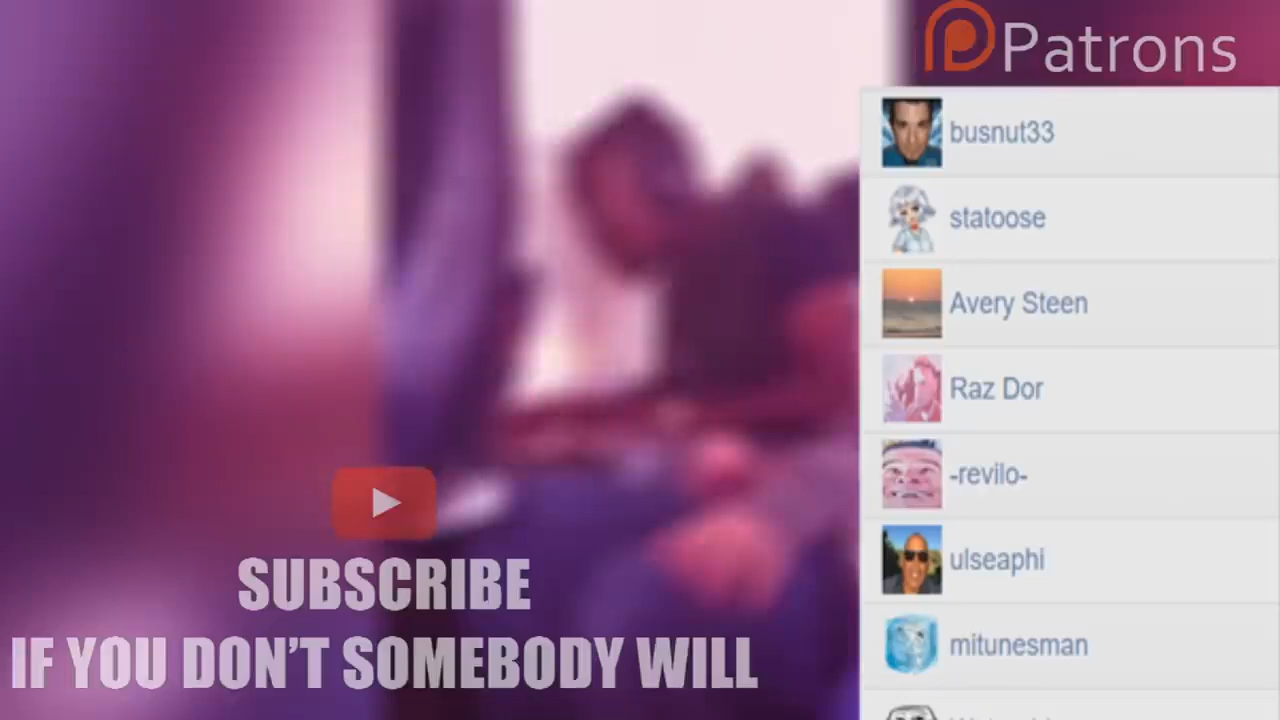 Patrons
busnut33
statoose
Avery Steen
Raz Dor
-revilo-
ulseaphi
mitunesman
SUBSCRIBE
IF YOU DON'T SOMEBODY WILL